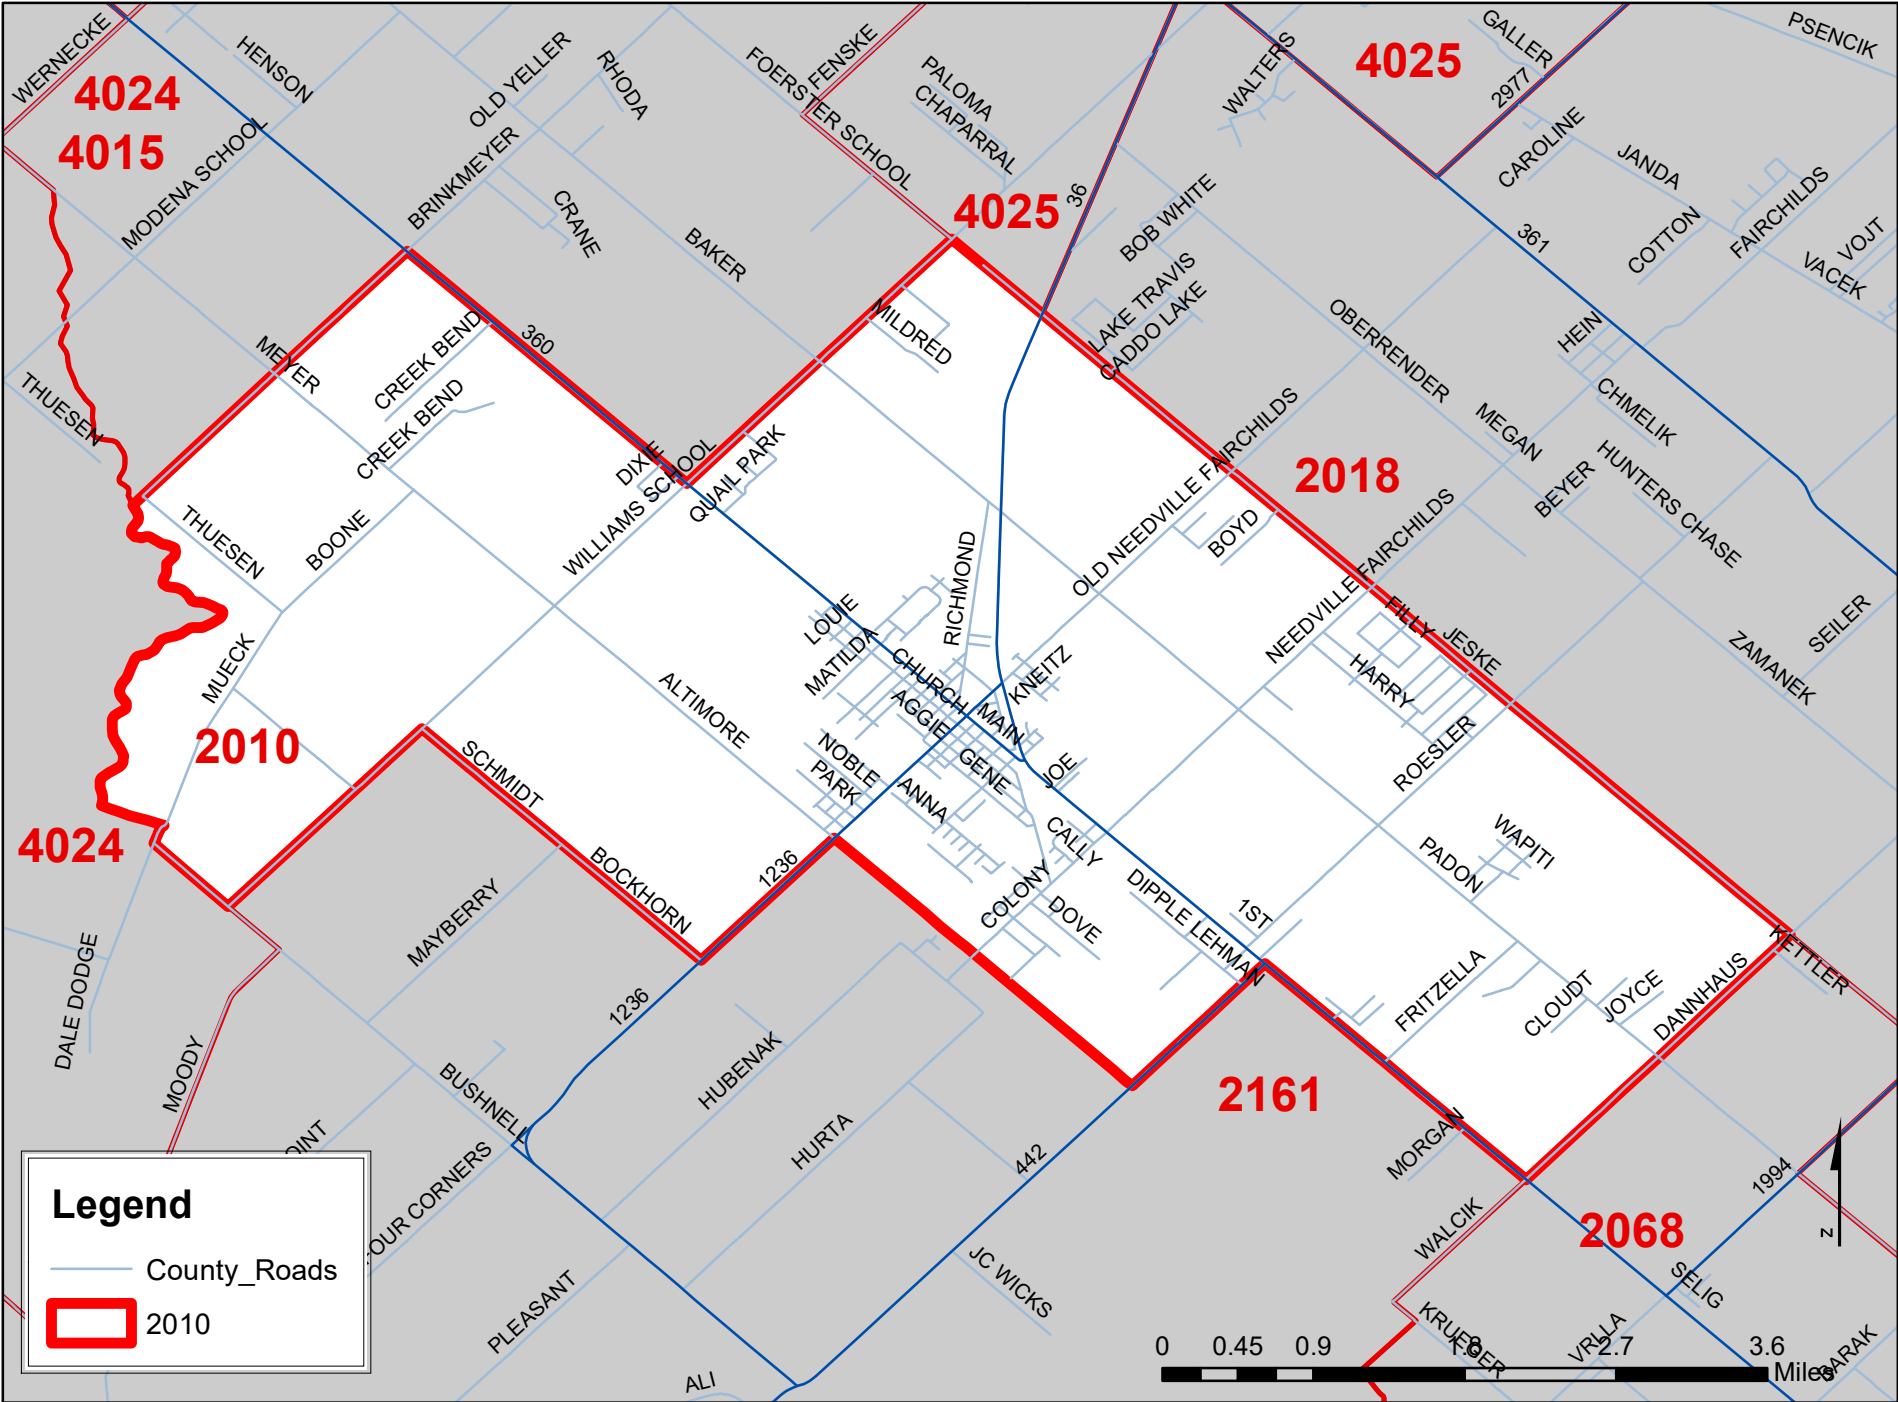 WERNECKE
4024
4015
HENSON
MODENA SCHOOL
OLD YELLER
RHODA
BRINKMEYER
CRANE
FOERSTER SCHOOL
FENSKE
PALOMA
CHAPARRAL
4025
36
WALTERS
4025
GALLER
2977
PSENCIK
CAROLINE
JANDA
COTTON
FAIRCHILDS
VOJT
VACEK
361
BAKER
BOB WHITE
LAKE TRAVIS
CADDO LAKE
OBERRENDER
HEIN
CHMELIK
MEGAN
BEYER
HUNTERS CHASE
THUESEN
MEYER
CREEK BEND
CREEK BEND
360
MILDRED
DIXIE
WILLIAMS SCHOOL
QUAIL PARK
OLD NEEDVILLE FAIRCHILDS
2018
BOYD
NEEDVILLE FAIRCHILDS
THUESEN
BOONE
RICHMOND
LOUIE
MATILDA
CHURCH
AGGIE
MAIN
KNEITZ
FILLY
JESKE
HARRY
ROESLER
ZAMANEK
SEILER
MUECK
2010
ALTIMORE
SCHMIDT
NOBLE
PARK
ANNA
GENE
JOE
CALLY
COLONY
DOVE
DIPPLE LEHMAN
1ST
PADON
WAPITI
4024
BOCKHORN
1236
MAYBERRY
DALE DODGE
MOODY
1236
BUSHNELL
HUBENAK
HURTA
442
2161
FRITZELLA
CLOUDT
JOYCE
DANNHAUS
KETTLER
MORGAN
WALCIK
2068
1994
SELIG
KRUEGER
VRLLA
OINT
OUR CORNERS
PLEASANT
ALI
JC WICKS
Legend
County_Roads
2010
0 0.45 0.9 1.8 2.7 3.6
Miles
N